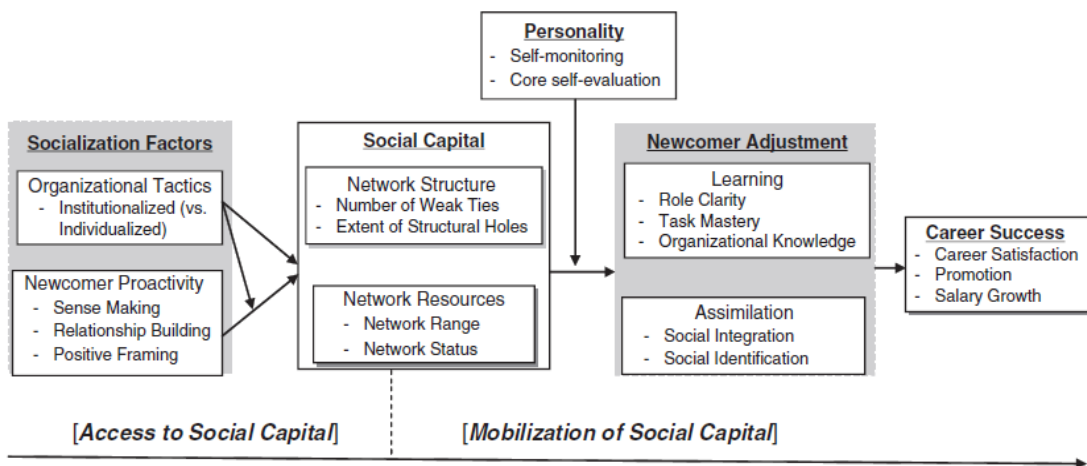 Personality
- Self-monitoring
- Core self-evaluation
Socialization Factors
Organizational Tactics
- Institutionalized (vs.
Individualized)
Newcomer Proactivity
- Sense Making
- Relationship Building
- Positive Framing
Social Capital
Network Structure
- Number of Weak Ties
- Extent of Structural Holes
Network Resources
- Network Range
- Network Status
Newcomer Adjustment
Learning
- Role Clarity
- Task Mastery
- Organizational Knowledge
Assimilation
- Social Integration
- Social Identification
Career Success
- Career Satisfaction
- Promotion
- Salary Growth
[Access to Social Capital]
[Mobilization of Social Capital]